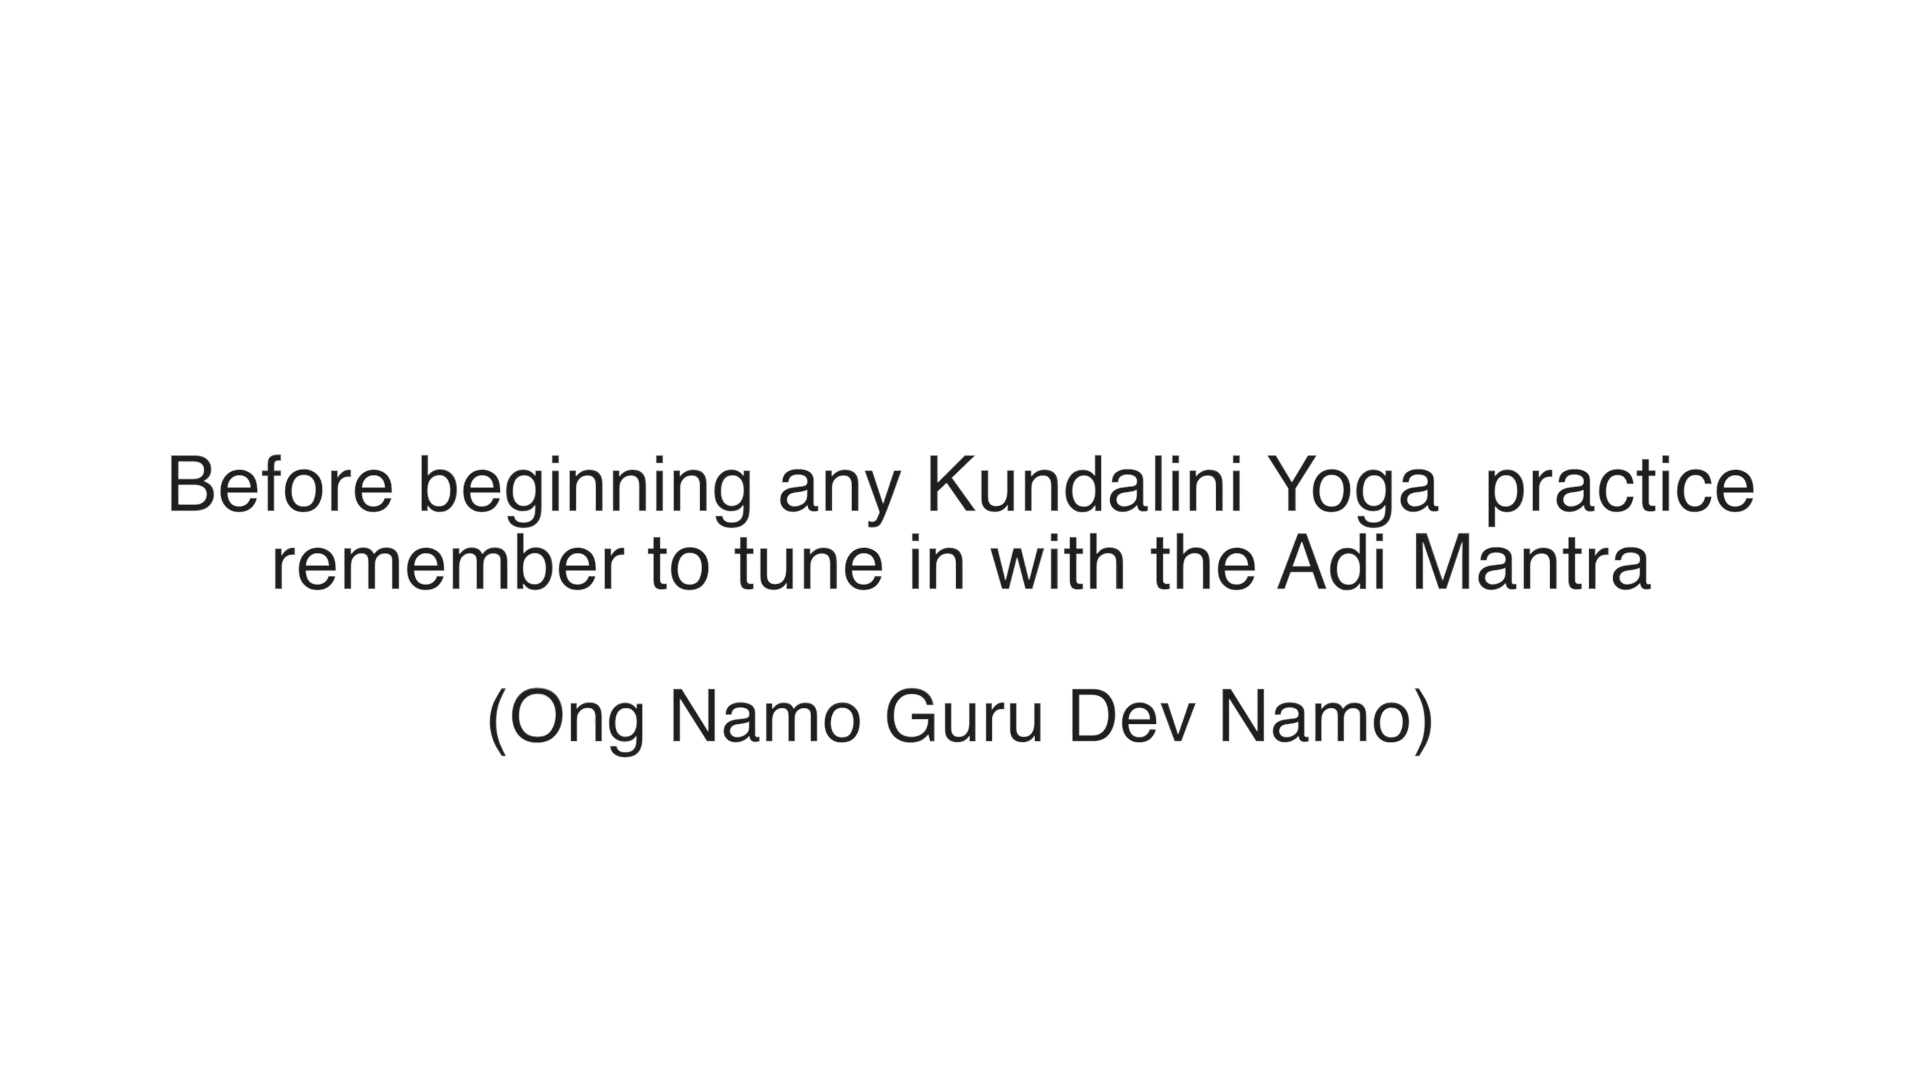 Before beginning any Kundalini Yoga  practice
remember to tune in with the Adi Mantra
(Ong Namo Guru Dev Namo)